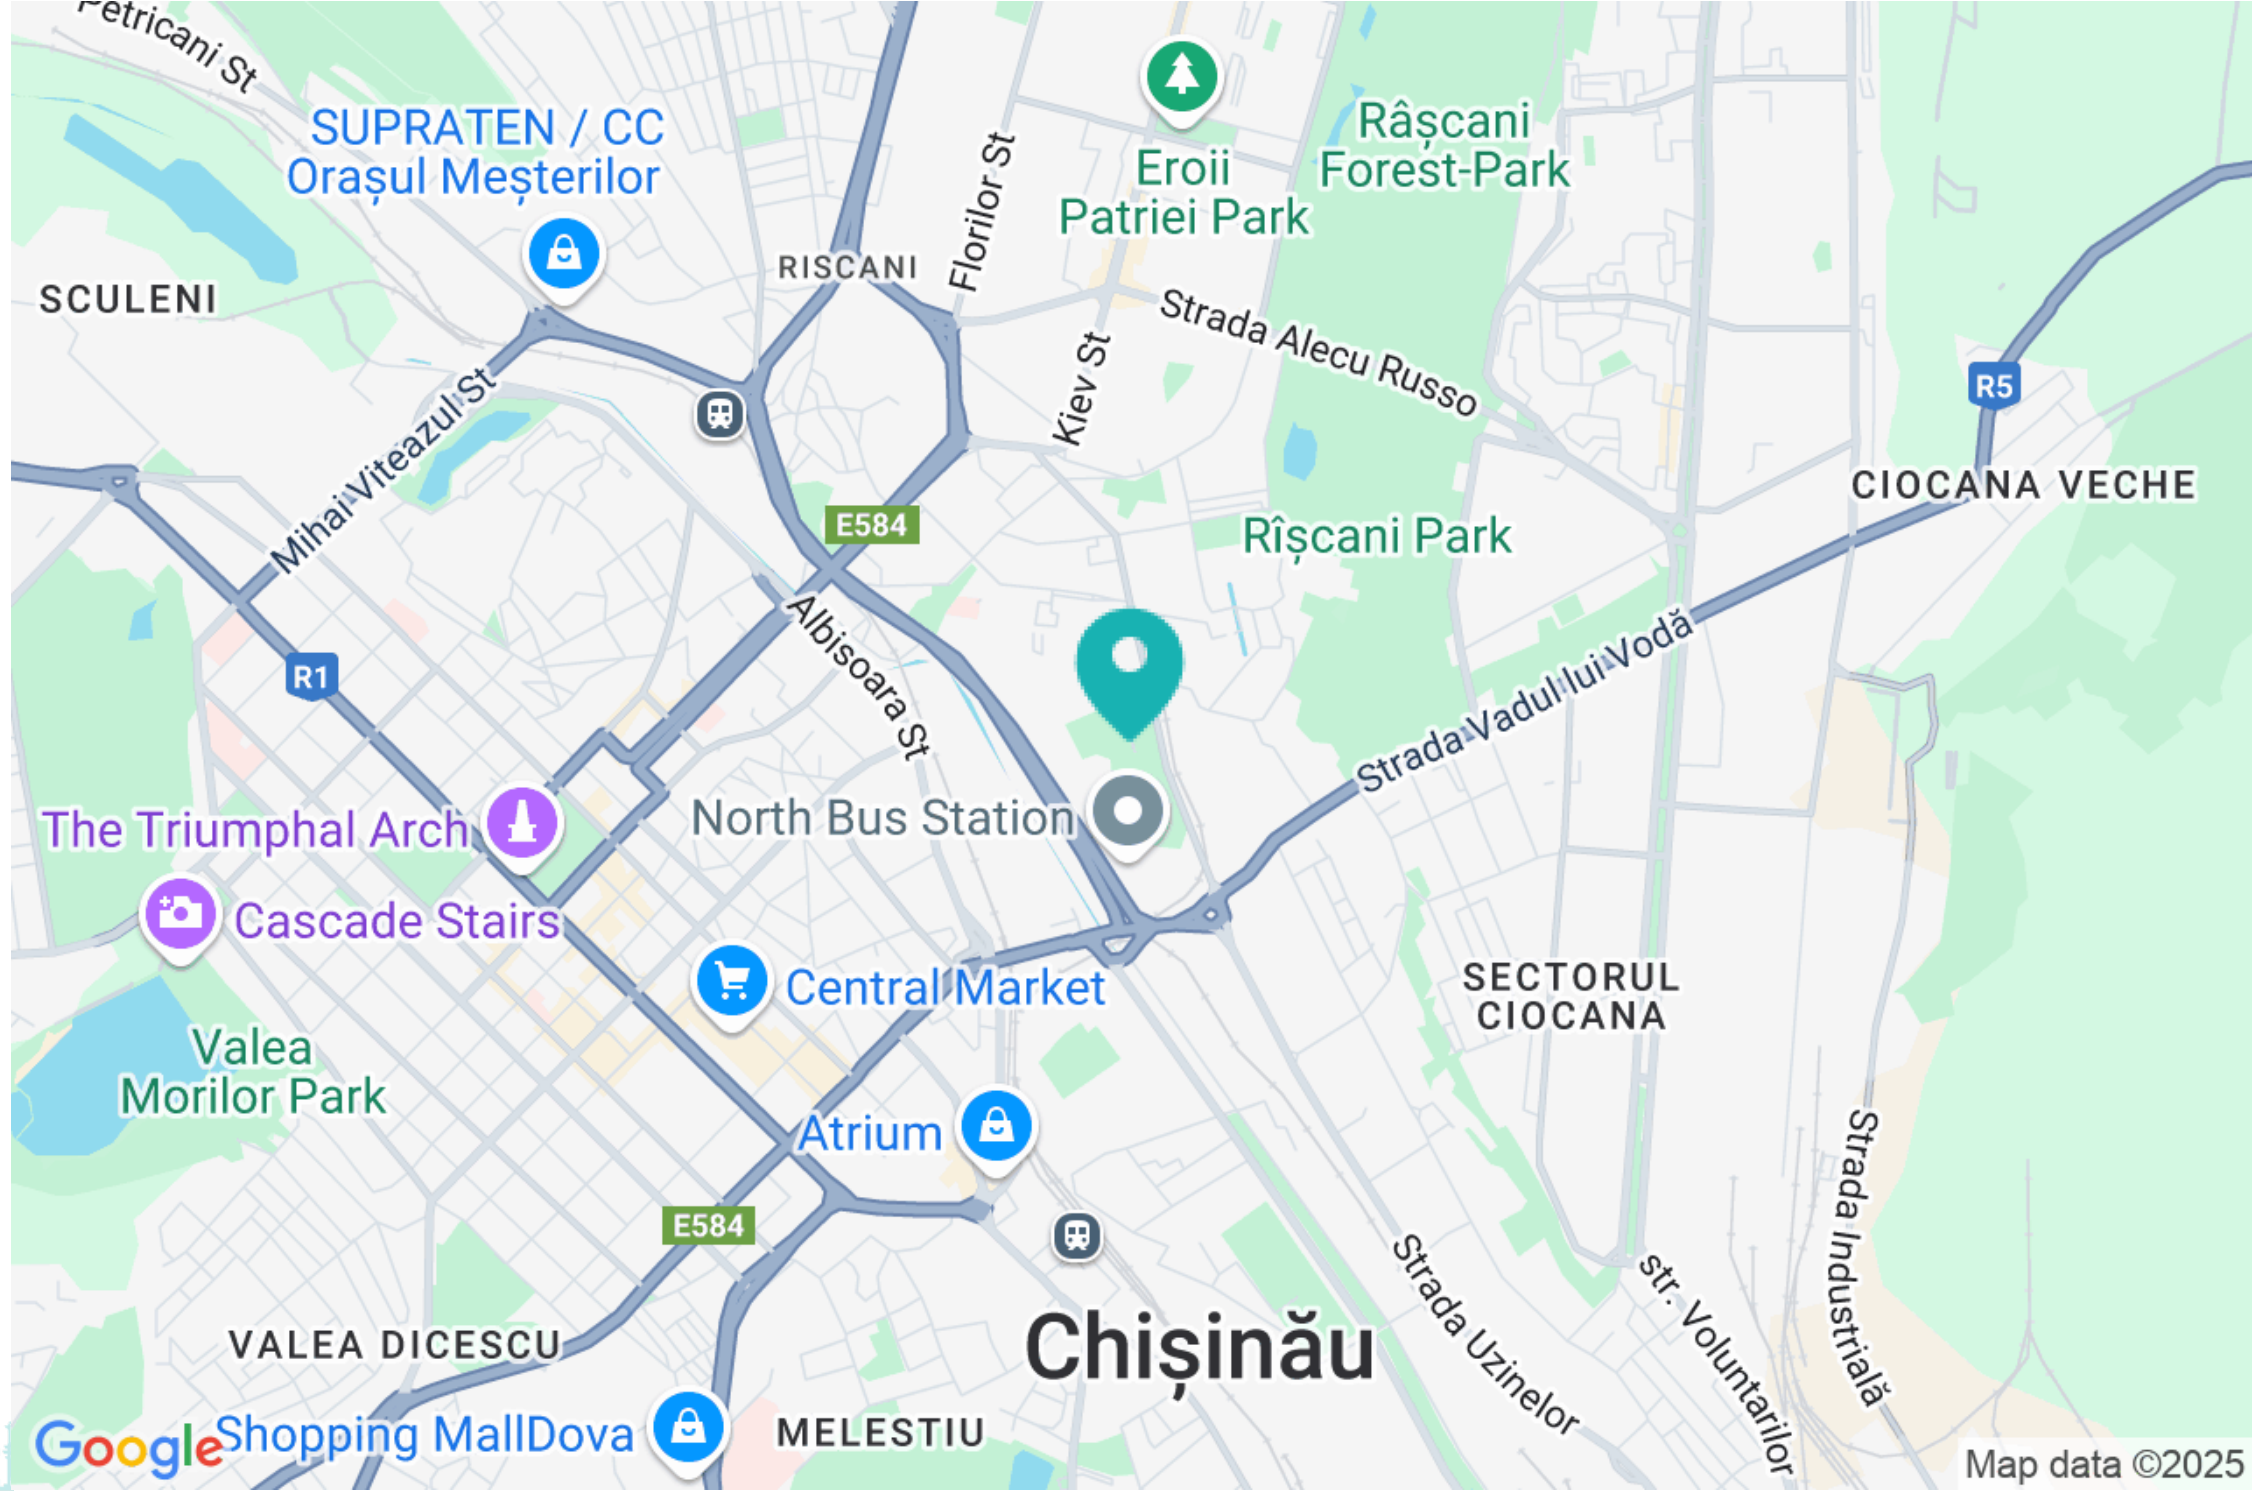 Petricani St
SUPRATEN / CC
Orașul Meșterilor
Eroii
Patriei Park
Râșcani
Forest-Park
Florilor St
RISCANI
SCULENI
Strada Alecu Russo
Kiev St
R5
Mihai Viteazul St
CIOCANA VECHE
E584
Rîșcani Park
Albisoara St
R1
Strada Vadul lui Vodă
The Triumphal Arch
North Bus Station
Cascade Stairs
Central Market
SECTORUL
CIOCANA
Valea
Morilor Park
Atrium
Strada Industrială
E584
Strada Uzinelor
str. Voluntarilor
VALEA DICESCU
Chișinău
Google
Shopping MallDova
MELESTIU
Map data ©2025